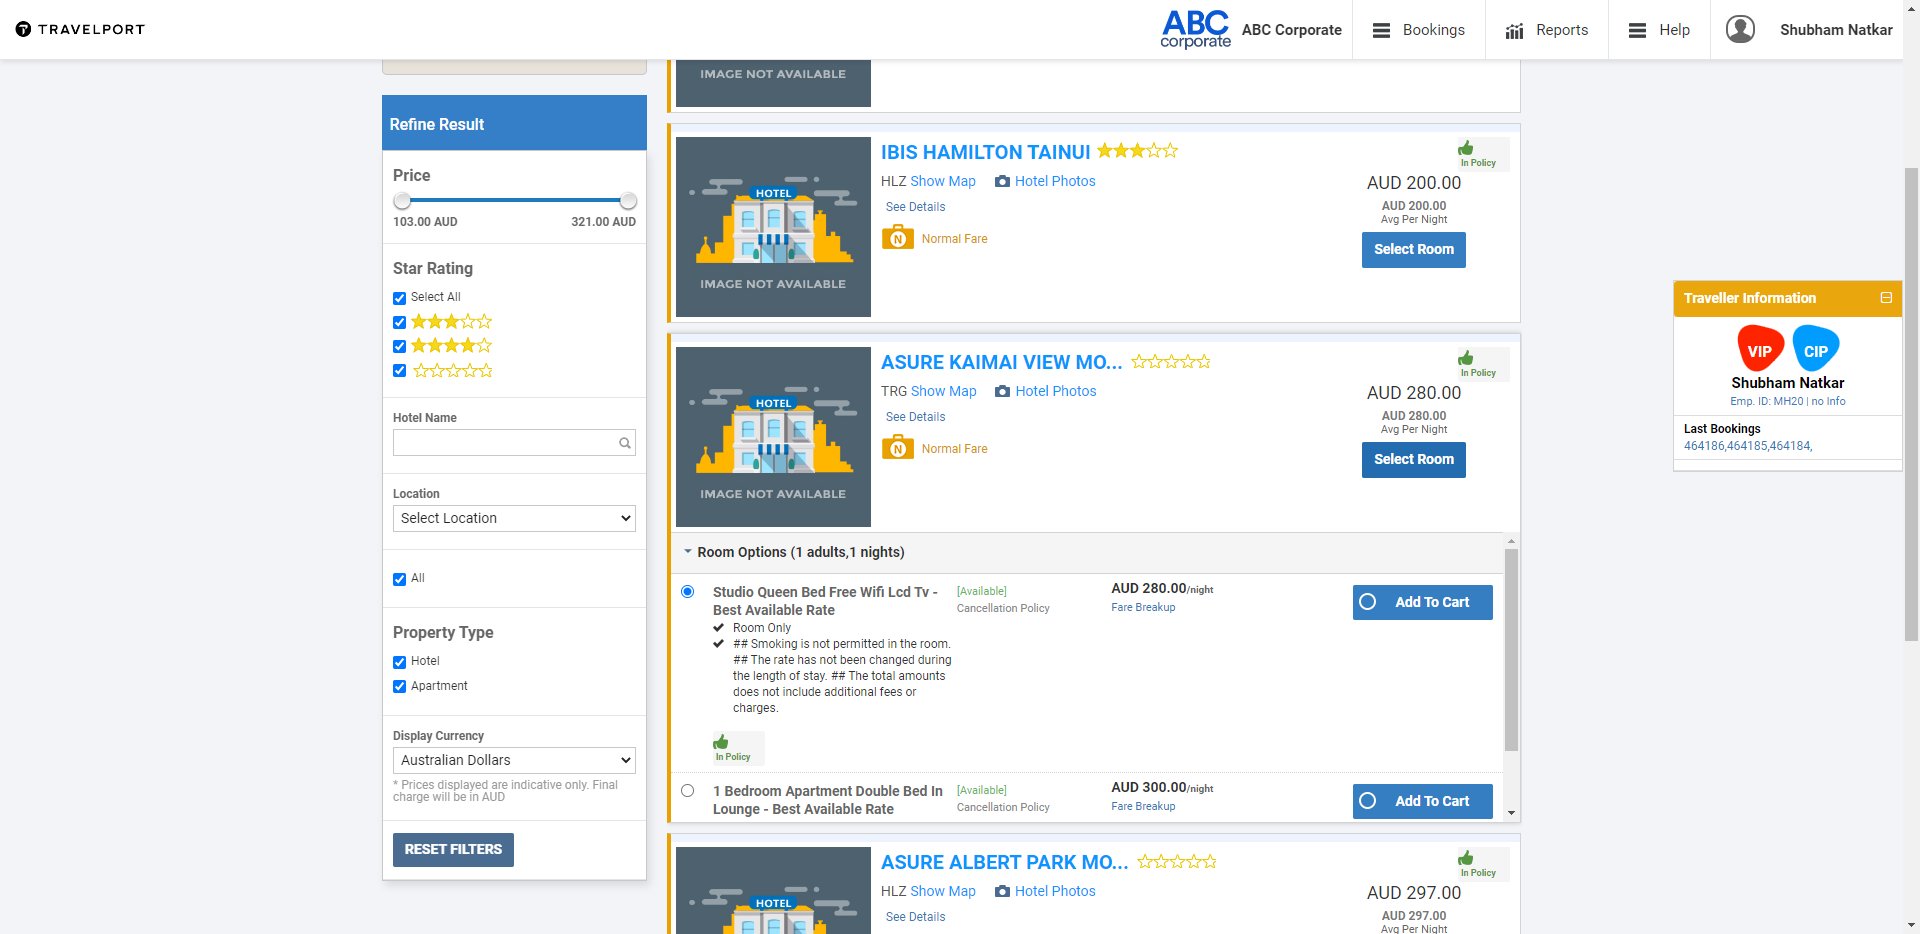 TRAVELPORT
ABC
corporate
ABC Corporate
Bookings
Reports
Help
Shubham Natkar
Refine Result
Price
103.00 AUD
321.00 AUD
Star Rating
Select All
Hotel Name
Location
Select Location
All
Property Type
Hotel
Apartment
Display Currency
Australian Dollars
* Prices displayed are indicative only. Final
charge will be in AUD
RESET FILTERS
IMAGE NOT AVAILABLE
HOTEL
IMAGE NOT AVAILABLE
IBIS HAMILTON TAINUI
HLZ Show Map
Hotel Photos
See Details
N
Normal Fare
In Policy
AUD 200.00
AUD 200.00
Avg Per Night
Select Room
HOTEL
IMAGE NOT AVAILABLE
ASURE KAIMAI VIEW MO...
TRG Show Map
Hotel Photos
See Details
N
Normal Fare
In Policy
AUD 280.00
AUD 280.00
Avg Per Night
Select Room
Room Options (1 adults,1 nights)
Studio Queen Bed Free Wifi Lcd Tv -
Best Available Rate
Room Only
## Smoking is not permitted in the room.
## The rate has not been changed during
the length of stay. ## The total amounts
does not include additional fees or
charges.
In Policy
[Available]
Cancellation Policy
AUD 280.00/night
Fare Breakup
Add To Cart
1 Bedroom Apartment Double Bed In
Lounge - Best Available Rate
[Available]
Cancellation Policy
AUD 300.00/night
Fare Breakup
Add To Cart
HOTEL
ASURE ALBERT PARK MO...
HLZ Show Map
Hotel Photos
See Details
In Policy
AUD 297.00
AUD 297.00
Avg Per Night
Traveller Information
VIP
CIP
Shubham Natkar
Emp. ID: MH20 | no Info
Last Bookings
464186,464185,464184,